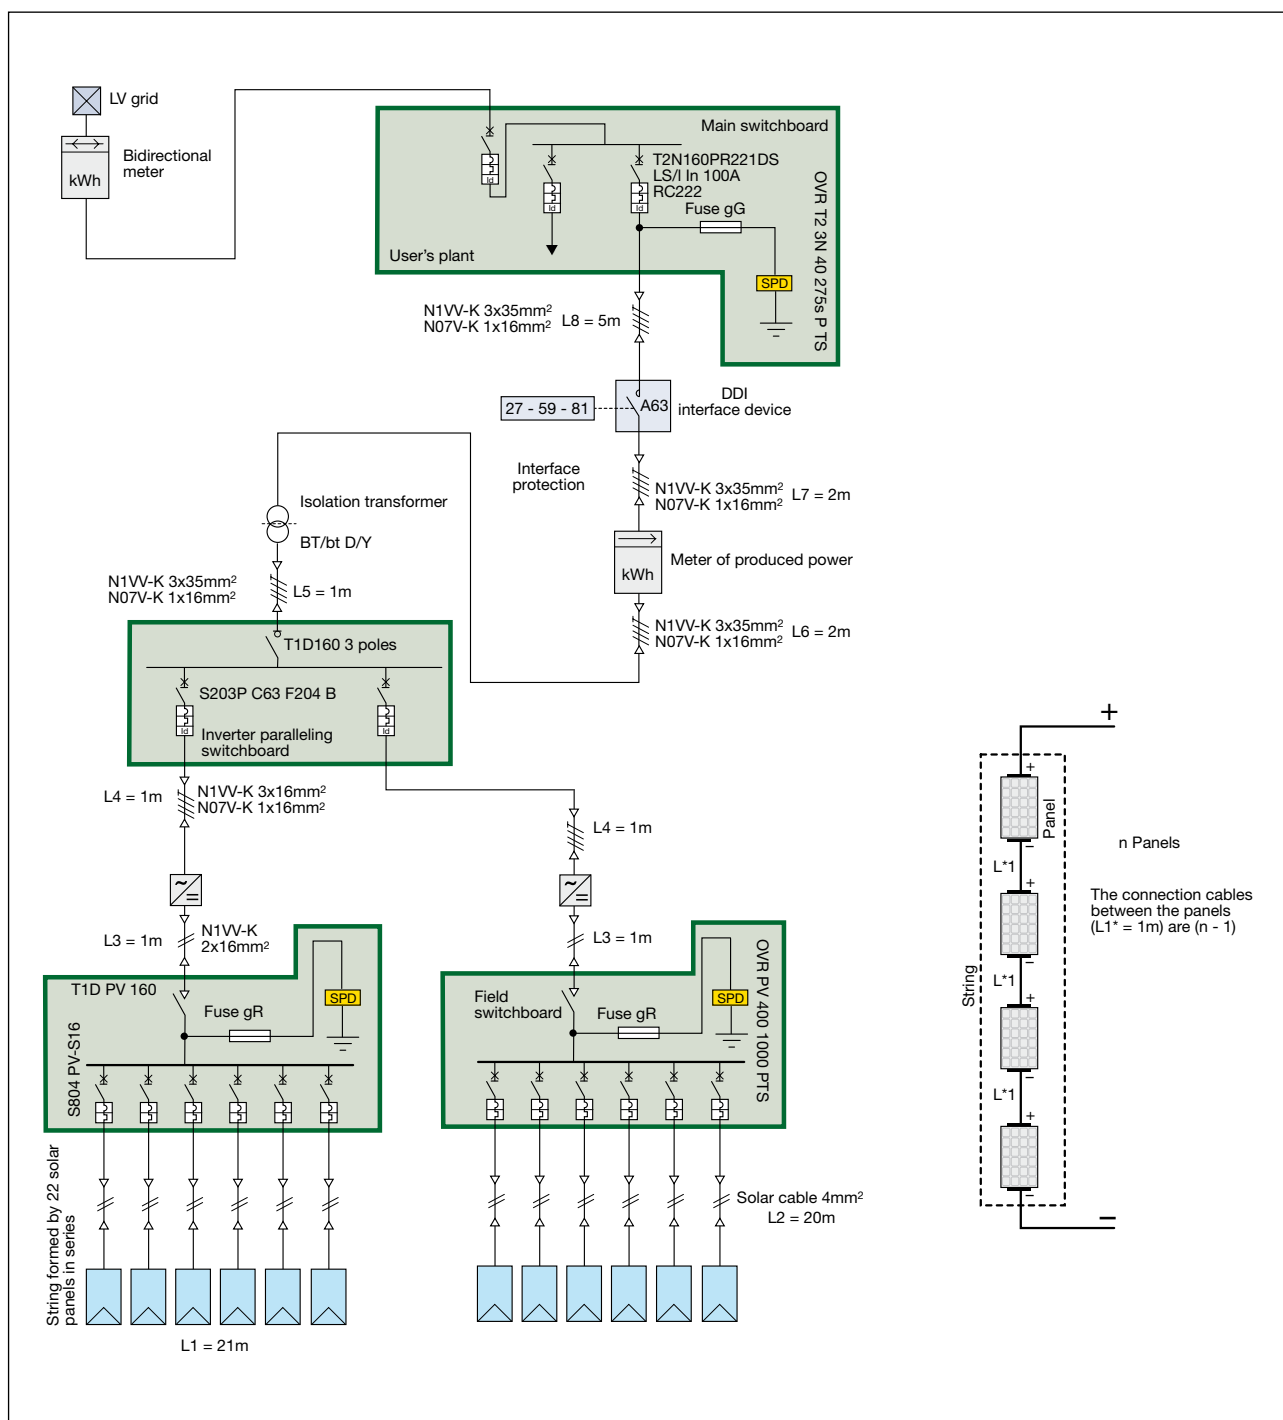 LV grid
Bidirectional
meter
kWh
Main switchboard
T2N160PR221DS
LS/I In 100A
RC222
Id
Id
Id
Fuse gG
User's plant
SPD
OVR T2 3N 40 275s P TS
N1VV-K 3x35mm²
N07V-K 1x16mm²
L8 = 5m
27 - 59 - 81
A63
DDI
interface device
Interface
protection
N1VV-K 3x35mm²
N07V-K 1x16mm²
L7 = 2m
Isolation transformer
BT/bt D/Y
kWh
Meter of produced power
N1VV-K 3x35mm²
N07V-K 1x16mm²
L5 = 1m
N1VV-K 3x35mm²
N07V-K 1x16mm²
L6 = 2m
T1D160 3 poles
S203P C63 F204 B
Id
Id
Inverter paralleling
switchboard
L4 = 1m
N1VV-K 3x16mm²
N07V-K 1x16mm²
L4 = 1m
~
=
~
=
L3 = 1m
N1VV-K
2x16mm²
L3 = 1m
T1D PV 160
Fuse gR
SPD
S804 PV-S16
Field
switchboard
Fuse gR
SPD
OVR PV 400 1000 PTS
String formed by 22 solar
panels in series
L1 = 21m
Solar cable 4mm²
L2 = 20m
+
+
Panel
−
L*1
+
−
L*1
+
−
L*1
+
−
−
String
n Panels
The connection cables
between the panels
(L1* = 1m) are (n - 1)